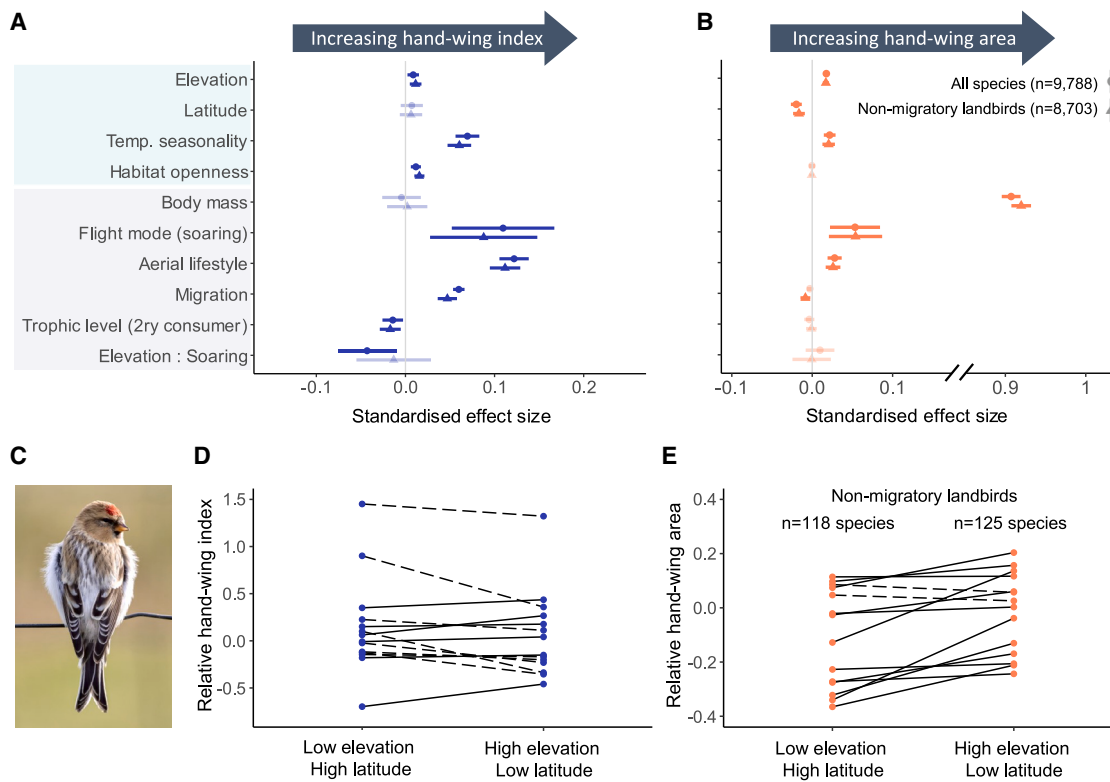 A
Increasing hand-wing index
Elevation
Latitude
Temp. seasonality
Habitat openness
Body mass
Flight mode (soaring)
Aerial lifestyle
Migration
Trophic level (2ry consumer)
Elevation : Soaring
-0.1
0.0
0.1
0.2
Standardised effect size
B
Increasing hand-wing area
All species (n=9,788)
Non-migratory landbirds (n=8,703)
-0.1
0.0
0.1
0.9
1
Standardised effect size
C
D
Relative hand-wing index
1.5
1.0
0.5
0.0
-0.5
Low elevation
High latitude
High elevation
Low latitude
E
Relative hand-wing area
0.4
0.2
0.0
-0.2
-0.4
Non-migratory landbirds
n=118 species
n=125 species
Low elevation
High latitude
High elevation
Low latitude